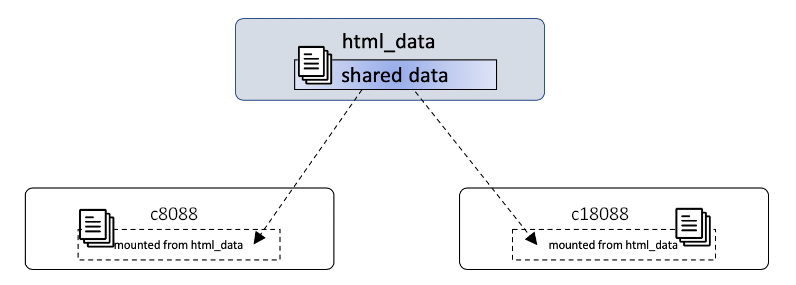 html_data
shared data
c8088
mounted from html_data
c18088
mounted from html_data